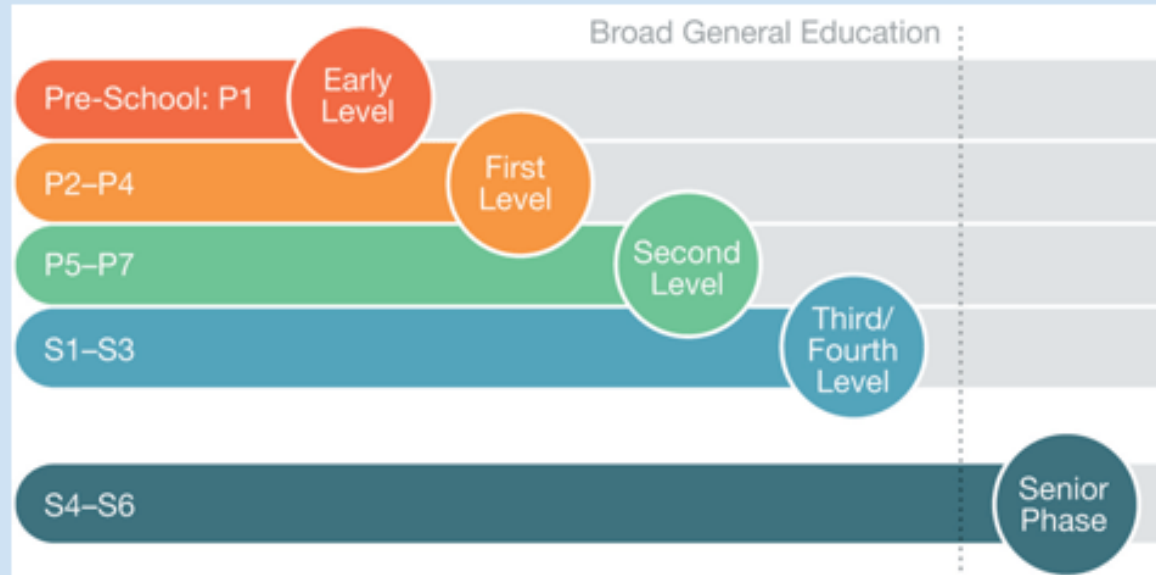 Broad General Education
Pre-School: P1
Early
Level
P2–P4
First
Level
P5–P7
Second
Level
S1–S3
Third/
Fourth
Level
S4–S6
Senior
Phase